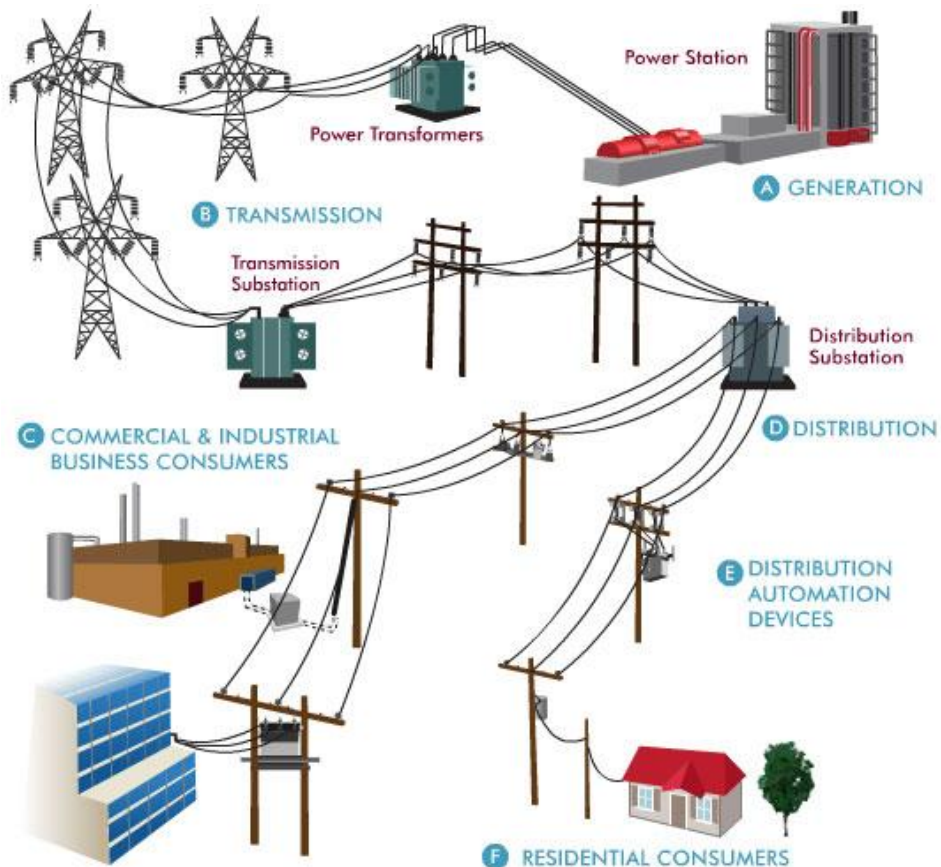 Power Station
Power Transformers
A GENERATION
B TRANSMISSION
Transmission
Substation
Distribution
Substation
C COMMERCIAL & INDUSTRIAL
BUSINESS CONSUMERS
D DISTRIBUTION
E DISTRIBUTION
AUTOMATION
DEVICES
F RESIDENTIAL CONSUMERS